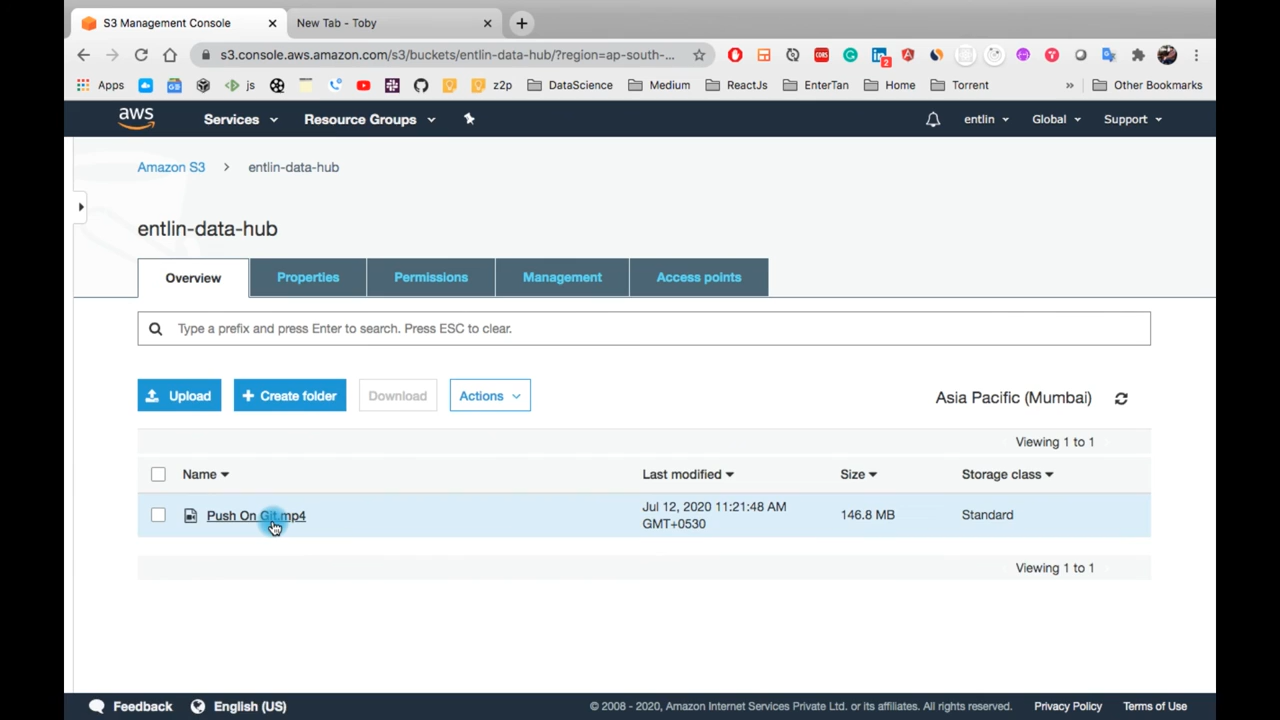 S3 Management Console
New Tab - Toby
s3.console.aws.amazon.com/s3/buckets/entlin-data-hub/?region=ap-south-...
CORS
2
Apps
js
z2p
DataScience
Medium
ReactJs
EnterTan
Home
Torrent
»
Other Bookmarks
aws
Services
Resource Groups
entlin
Global
Support
Amazon S3 > entlin-data-hub
entlin-data-hub
Overview
Properties
Permissions
Management
Access points
Type a prefix and press Enter to search. Press ESC to clear.
Upload
+ Create folder
Download
Actions
Asia Pacific (Mumbai)
Viewing 1 to 1
Name
Last modified
Size
Storage class
Push On Git.mp4
Jul 12, 2020 11:21:48 AM
GMT+0530
146.8 MB
Standard
Viewing 1 to 1
Feedback
English (US)
© 2008 - 2020, Amazon Internet Services Private Ltd. or its affiliates. All rights reserved.
Privacy Policy
Terms of Use